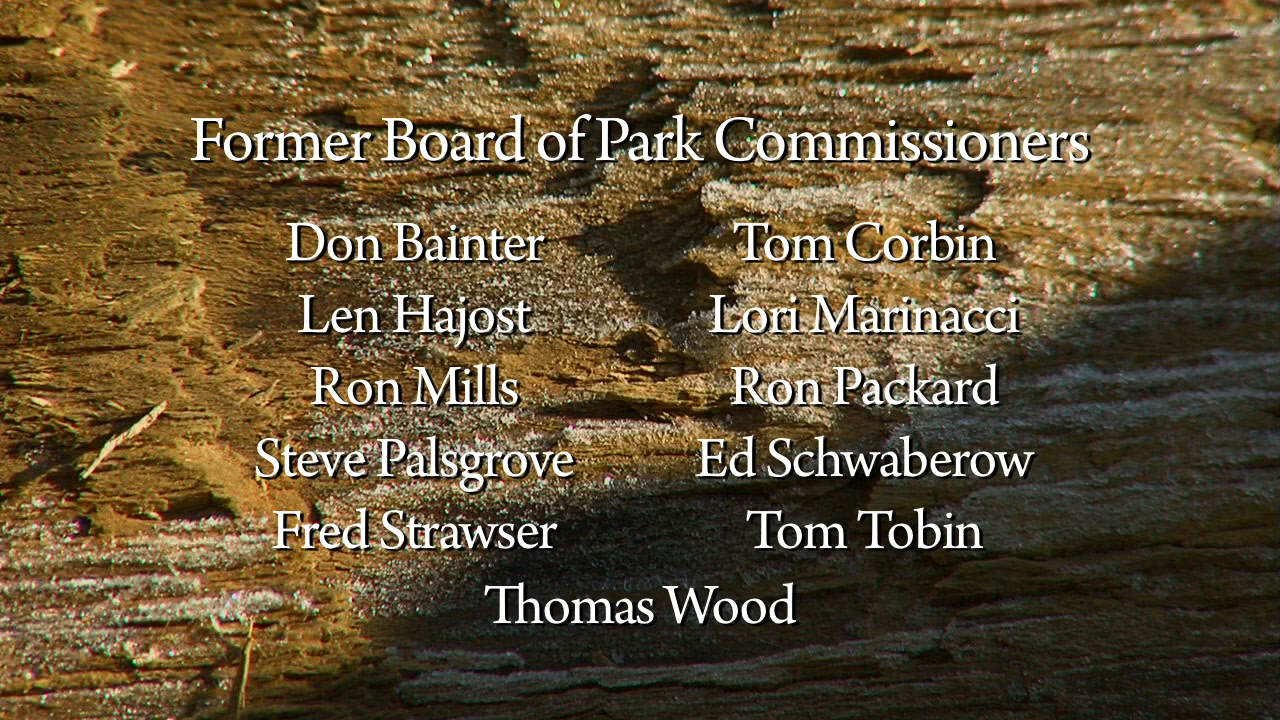 Former Board of Park Commissioners
Don Bainter Tom Corbin
Len Hajost Lori Marinacci
Ron Mills Ron Packard
Steve Palsgrove Ed Schwaberow
Fred Strawser Tom Tobin
Thomas Wood